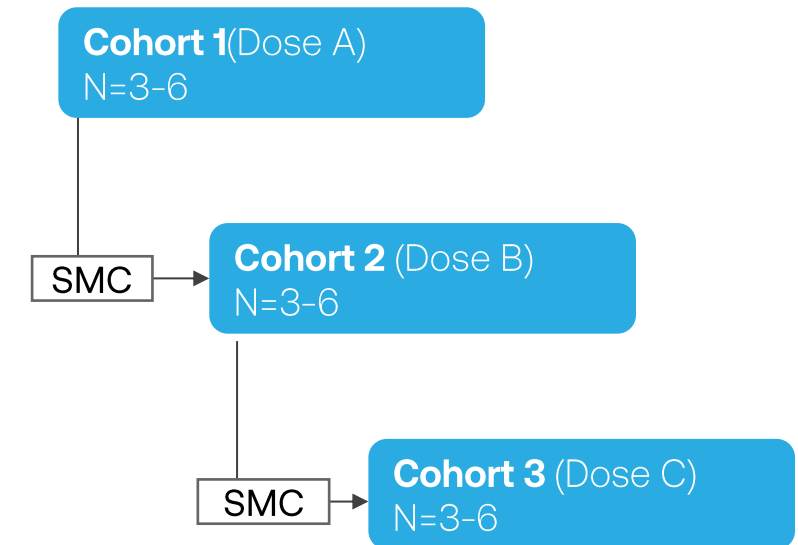 Cohort 1(Dose A)
N=3-6
SMC
Cohort 2 (Dose B)
N=3-6
SMC
Cohort 3 (Dose C)
N=3-6